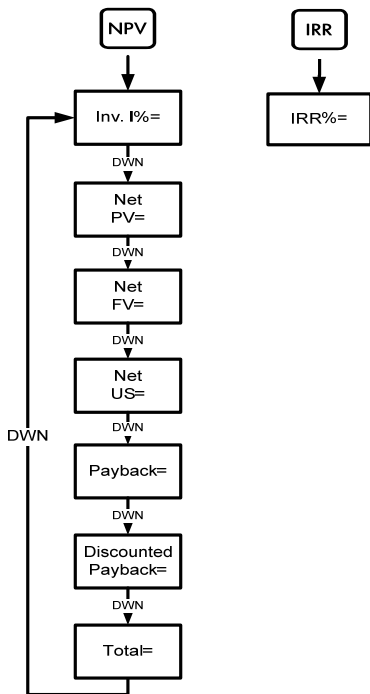 NPV
IRR
Inv. I%=
IRR%=
DWN
Net
PV=
DWN
Net
FV=
DWN
Net
US=
DWN
DWN
Payback=
DWN
Discounted
Payback=
DWN
Total=